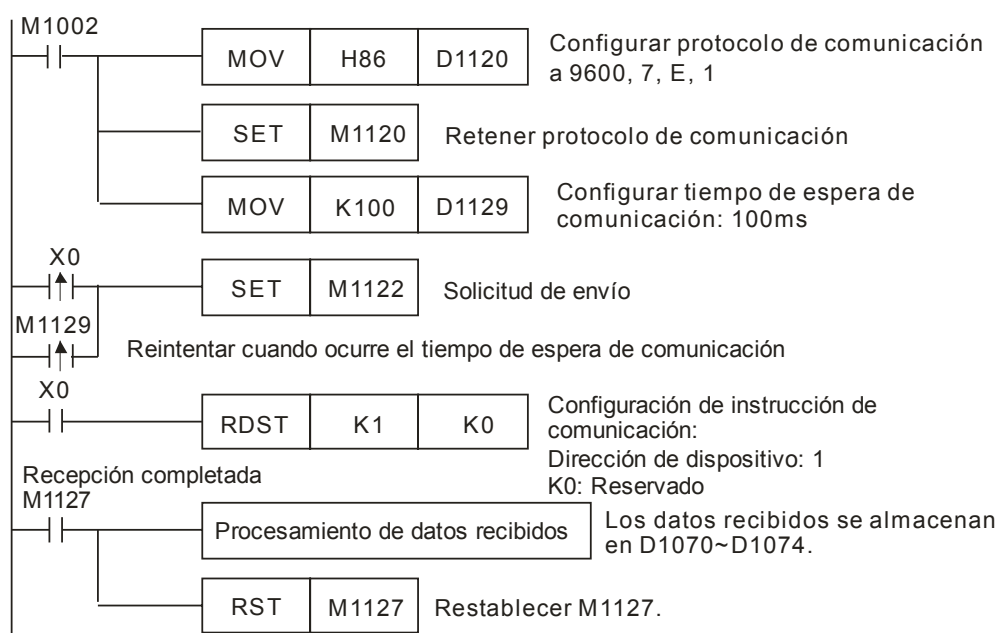 M1002
MOV H86 D1120
Configurar protocolo de comunicación
a 9600, 7, E, 1
SET M1120
Retener protocolo de comunicación
MOV K100 D1129
Configurar tiempo de espera de
comunicación: 100ms
X0
SET M1122
Solicitud de envío
M1129
Reintentar cuando ocurre el tiempo de espera de comunicación
X0
RDST K1 K0
Configuración de instrucción de
comunicación:
Dirección de dispositivo: 1
K0: Reservado
Recepción completada
M1127
Procesamiento de datos recibidos
Los datos recibidos se almacenan
en D1070~D1074.
RST M1127
Restablecer M1127.